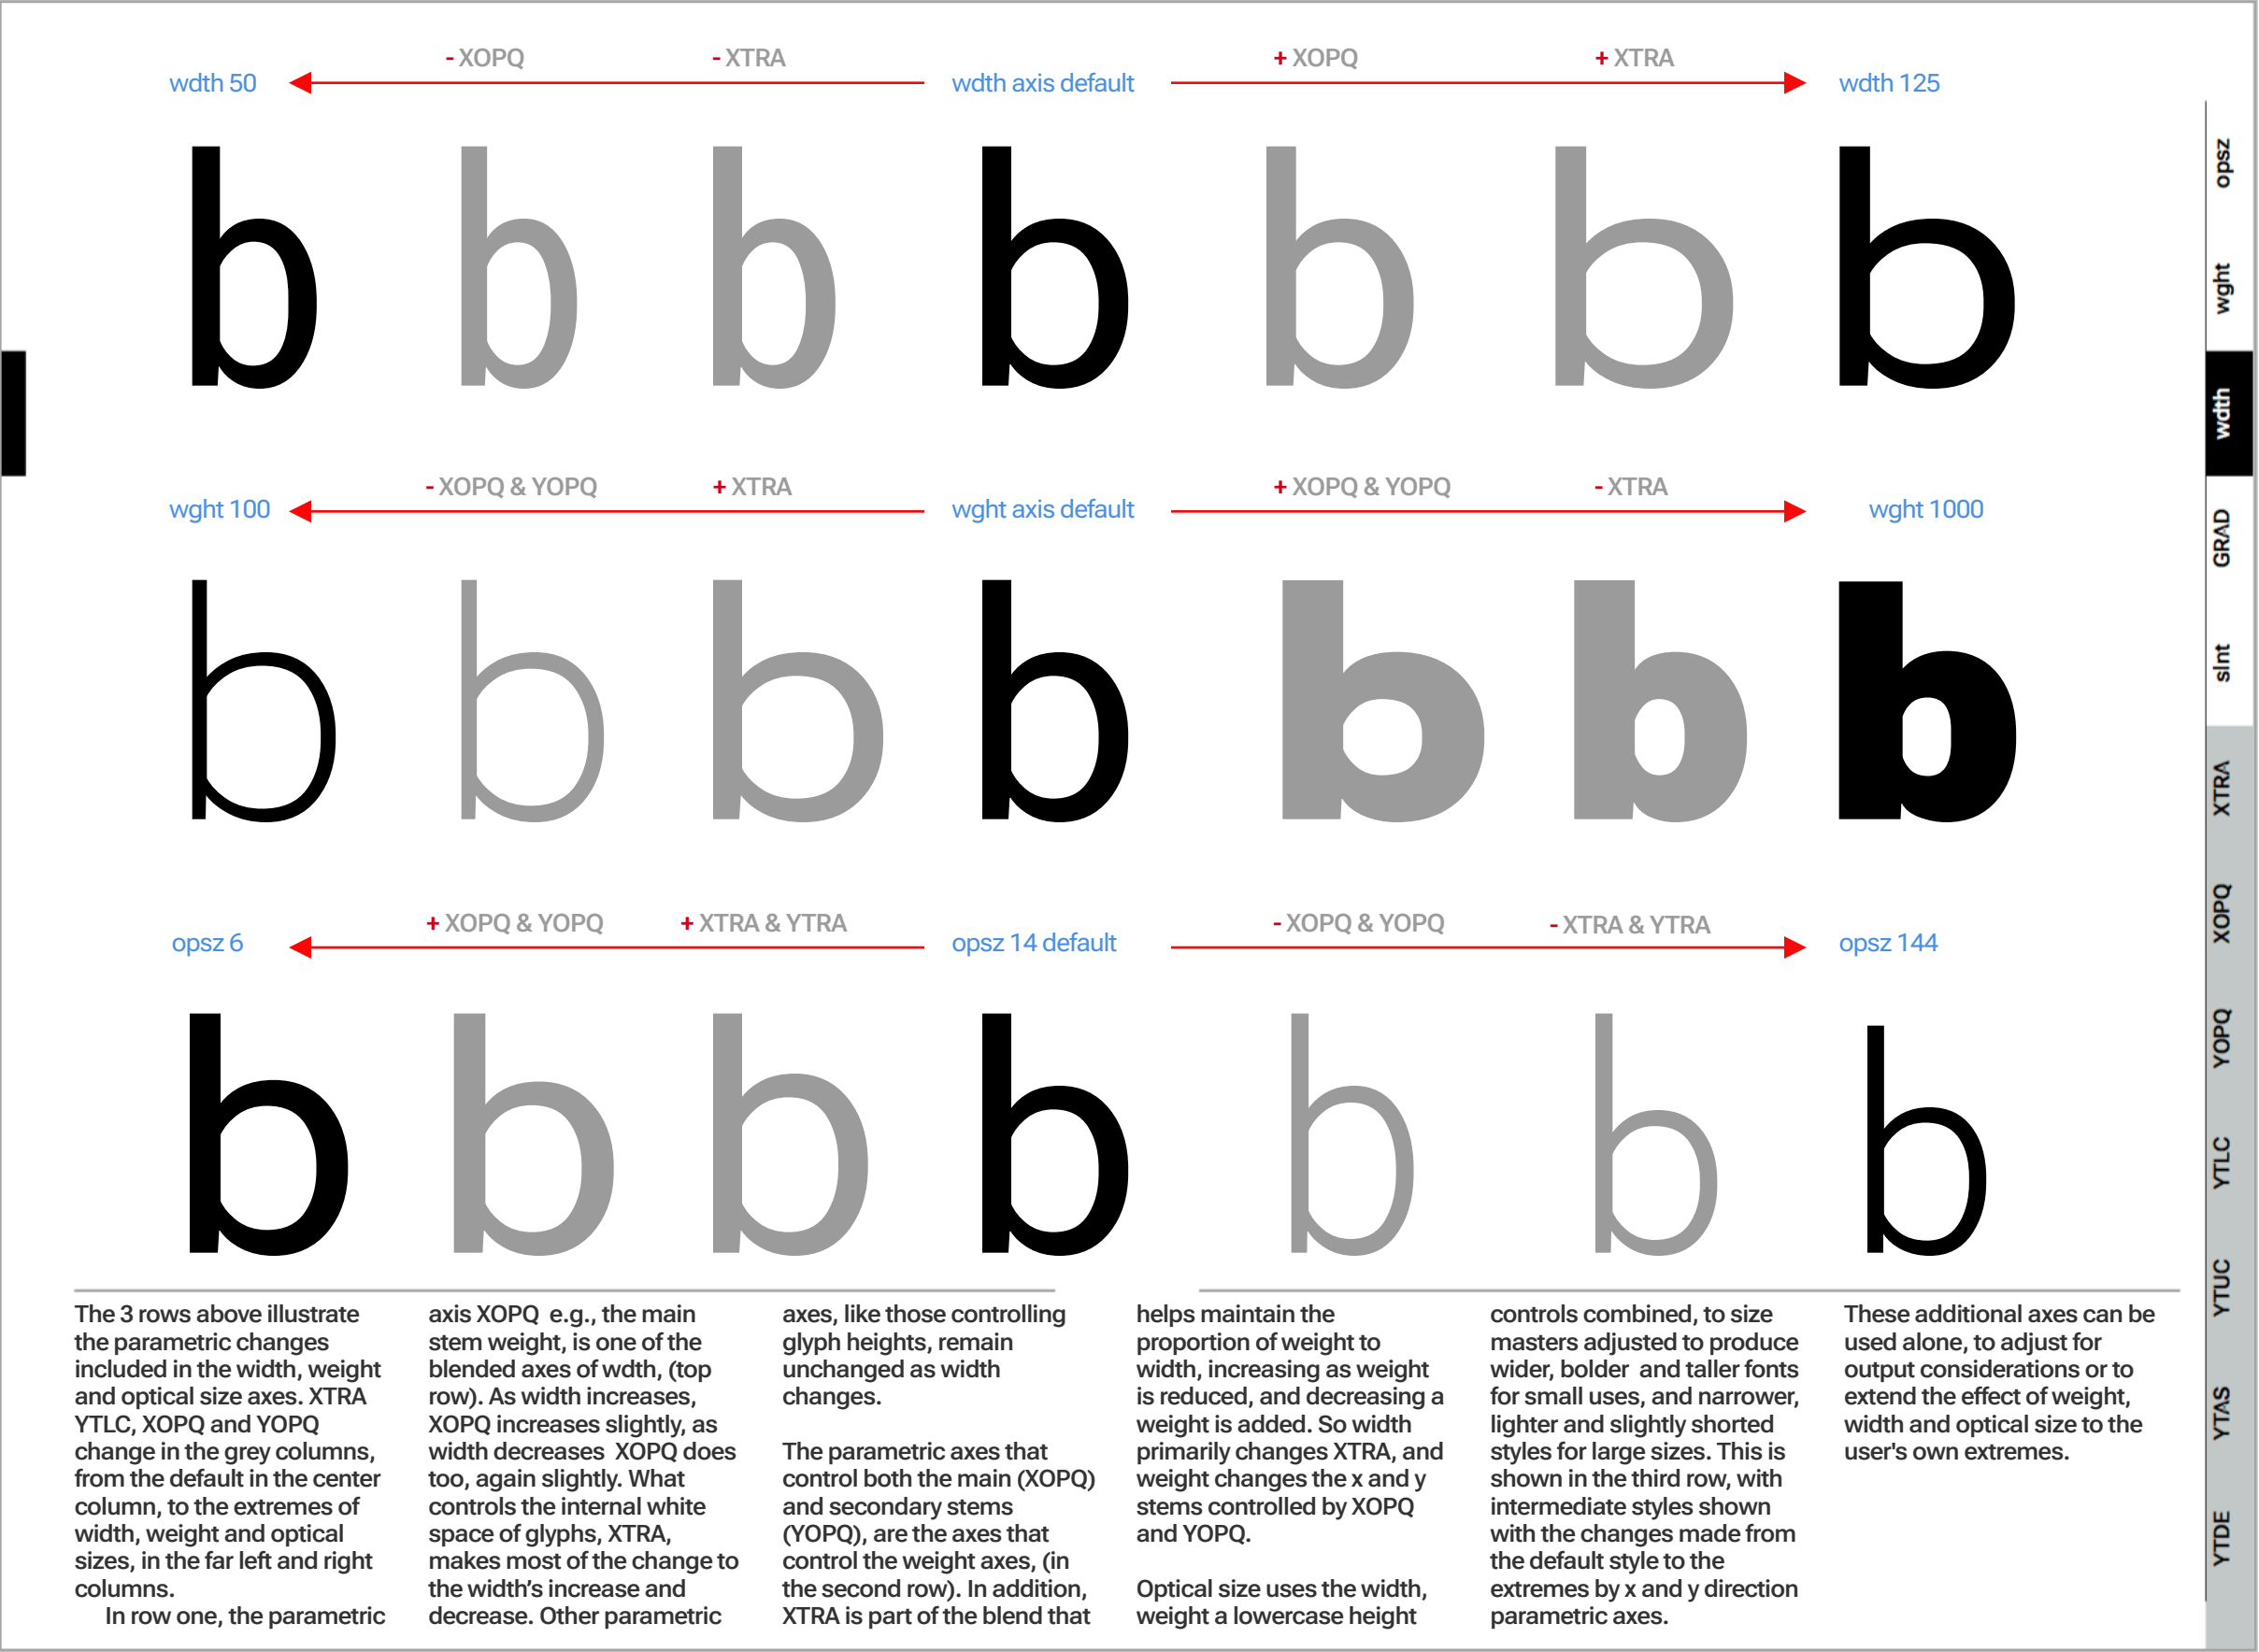 - XOPQ - XTRA + XOPQ + XTRA
wdth 50 wdth axis default wdth 125
b b b b b b b
- XOPQ & YOPQ + XTRA + XOPQ & YOPQ - XTRA
wght 100 wght axis default wght 1000
b b b b b b b
+ XOPQ & YOPQ + XTRA & YTRA - XOPQ & YOPQ - XTRA & YTRA
opsz 6 opsz 14 default opsz 144
b b b b b b b
The 3 rows above illustrate
the parametric changes
included in the width, weight
and optical size axes. XTRA
YTLC, XOPQ and YOPQ
change in the grey columns,
from the default in the center
column, to the extremes of
width, weight and optical
sizes, in the far left and right
columns.
In row one, the parametric
axis XOPQ  e.g., the main
stem weight, is one of the
blended axes of wdth, (top
row). As width increases,
XOPQ increases slightly, as
width decreases  XOPQ does
too, again slightly. What
controls the internal white
space of glyphs, XTRA,
makes most of the change to
the width's increase and
decrease. Other parametric
axes, like those controlling
glyph heights, remain
unchanged as width
changes.
The parametric axes that
control both the main (XOPQ)
and secondary stems
(YOPQ), are the axes that
control the weight axes, (in
the second row). In addition,
XTRA is part of the blend that
helps maintain the
proportion of weight to
width, increasing as weight
is reduced, and decreasing a
weight is added. So width
primarily changes XTRA, and
weight changes the x and y
stems controlled by XOPQ
and YOPQ.
Optical size uses the width,
weight a lowercase height
controls combined, to size
masters adjusted to produce
wider, bolder  and taller fonts
for small uses, and narrower,
lighter and slightly shorted
styles for large sizes. This is
shown in the third row, with
intermediate styles shown
with the changes made from
the default style to the
extremes by x and y direction
parametric axes.
These additional axes can be
used alone, to adjust for
output considerations or to
extend the effect of weight,
width and optical size to the
user's own extremes.
opsz
wght
wdth
GRAD
slnt
XTRA
XOPQ
YOPQ
YTLC
YTUC
YTAS
YTDE